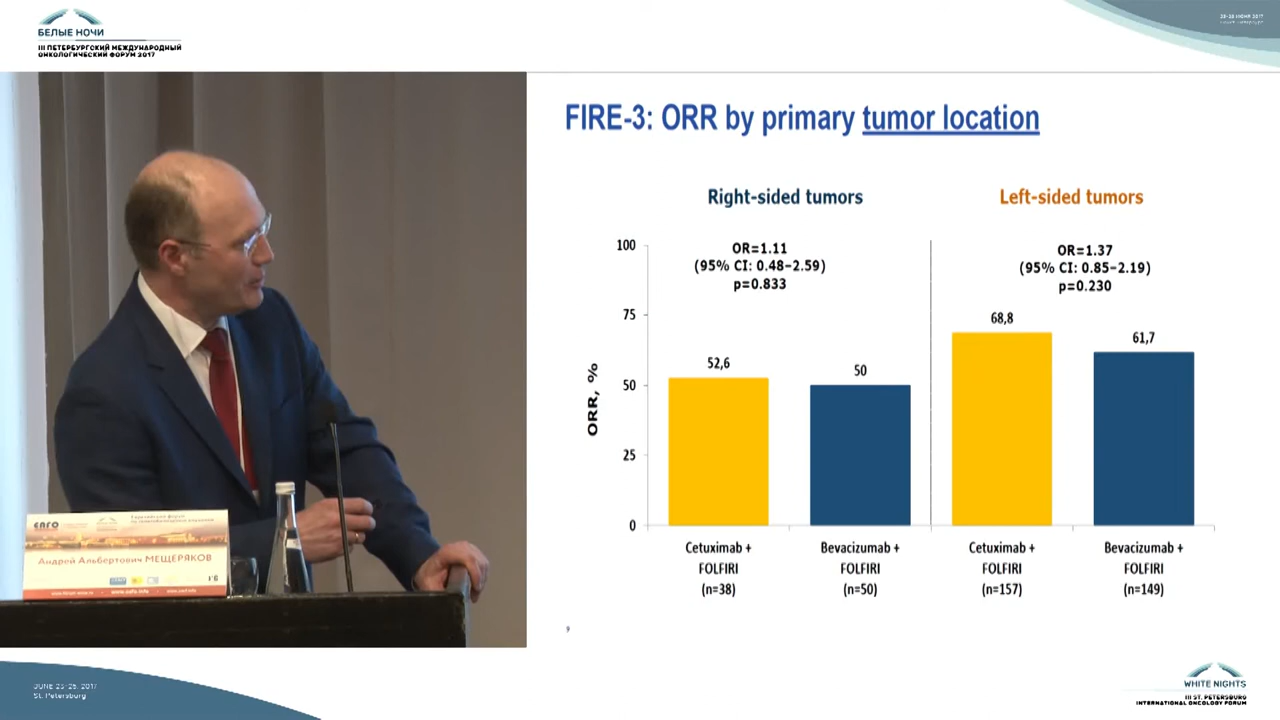 БЕЛЫЕ НОЧИ
III ПЕТЕРБУРГСКИЙ МЕЖДУНАРОДНЫЙ
ОНКОЛОГИЧЕСКИЙ ФОРУМ 2017
FIRE-3: ORR by primary tumor location
Right-sided tumors
Left-sided tumors
OR=1.11
(95% CI: 0.48–2.59)
p=0.833
OR=1.37
(95% CI: 0.85–2.19)
p=0.230
ORR, %
100
75
50
25
0
52,6
50
68,8
61,7
Cetuximab +
FOLFIRI
(n=38)
Bevacizumab +
FOLFIRI
(n=50)
Cetuximab +
FOLFIRI
(n=157)
Bevacizumab +
FOLFIRI
(n=149)
9
Андрей Альбертович МЕЩЕРЯКОВ
St. Petersburg
WHITE NIGHTS
III ST. PETERSBURG
INTERNATIONAL ONCOLOGY FORUM